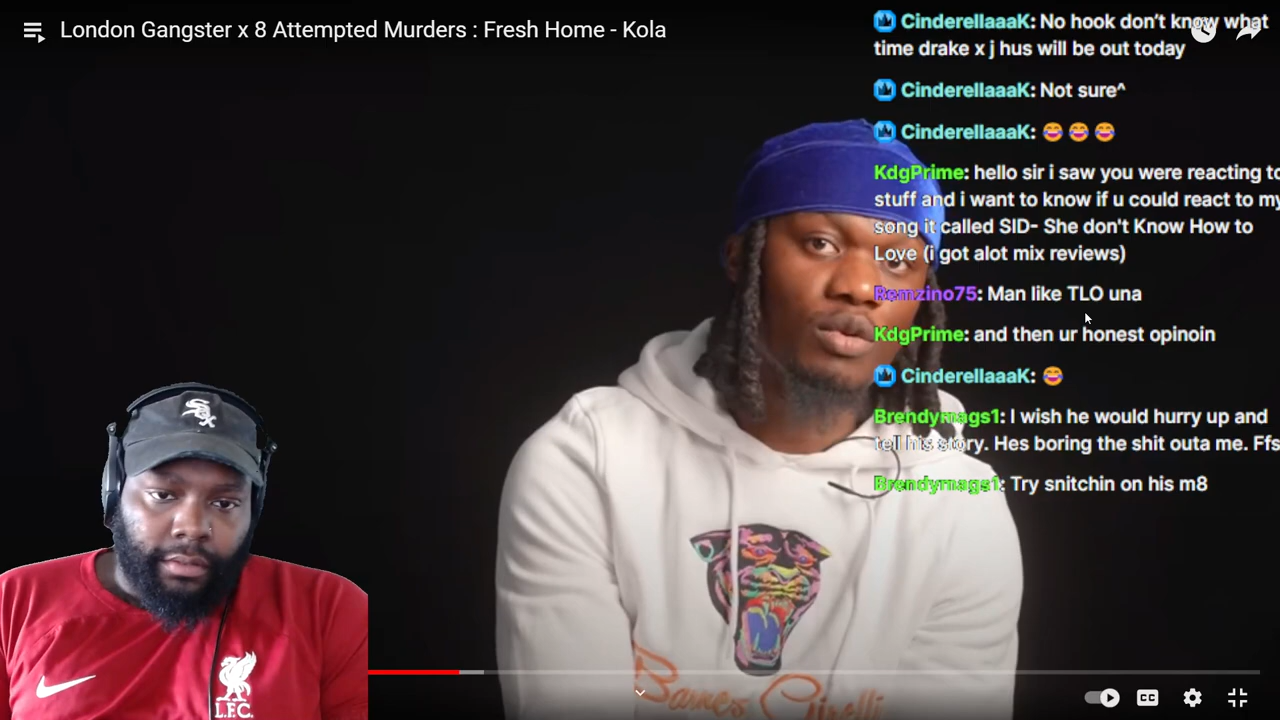 London Gangster x 8 Attempted Murders : Fresh Home - Kola
CinderellaaaK: No hook don't know what
time drake x j hus will be out today
CinderellaaaK: Not sure^
CinderellaaaK: 😂 😂 😂
KdgPrime: hello sir i saw you were reacting to
stuff and i want to know if u could react to my
song it called SID- She don't Know How to
Love (i got alot mix reviews)
Remzino75: Man like TLO una
KdgPrime: and then ur honest opinoin
CinderellaaaK: 😂
Brendymags1: I wish he would hurry up and
tell his story. Hes boring the shit outa me. Ffs
Brendymags1: Try snitchin on his m8
Sox
L.F.C.
Barnes Girelli
CC